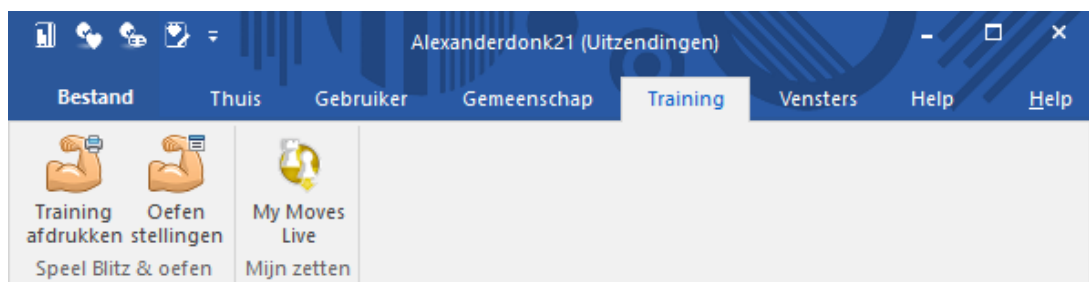 Alexanderdonk21 (Uitzendingen)
Bestand Thuis Gebruiker Gemeenschap Training Vensters Help Help
Training Oefen My Moves
afdrukken stellingen Live
Speel Blitz & oefen Mijn zetten